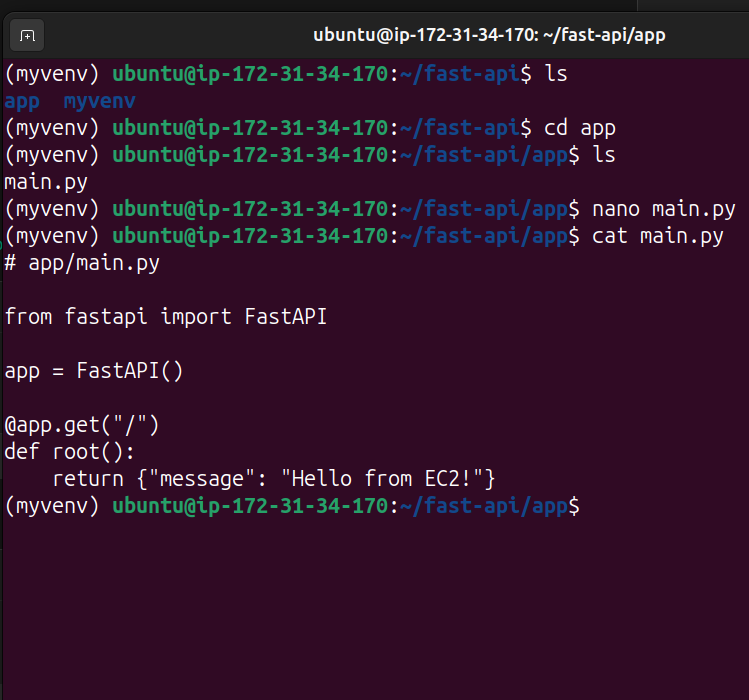 ubuntu@ip-172-31-34-170: ~/fast-api/app
(myvenv) ubuntu@ip-172-31-34-170:~/fast-api$ ls
app  myvenv
(myvenv) ubuntu@ip-172-31-34-170:~/fast-api$ cd app
(myvenv) ubuntu@ip-172-31-34-170:~/fast-api/app$ ls
main.py
(myvenv) ubuntu@ip-172-31-34-170:~/fast-api/app$ nano main.py
(myvenv) ubuntu@ip-172-31-34-170:~/fast-api/app$ cat main.py
# app/main.py

from fastapi import FastAPI

app = FastAPI()

@app.get("/")
def root():
    return {"message": "Hello from EC2!"}
(myvenv) ubuntu@ip-172-31-34-170:~/fast-api/app$